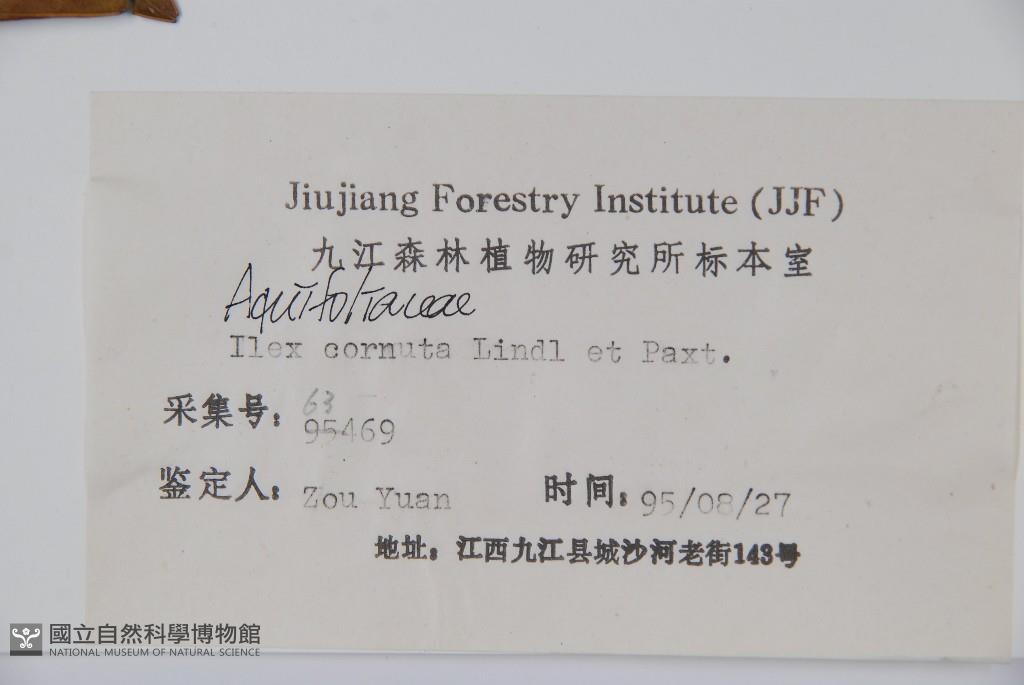 Jiujiang Forestry Institute (JJF)
九江森林植物研究所标本室
Aquifoliaceae
Ilex cornuta Lindl et Paxt.
采集号: 63
95469
鉴定人: Zou Yuan 时间: 95/08/27
地址: 江西九江县城沙河老街143号
國立自然科學博物館
NATIONAL MUSEUM OF NATURAL SCIENCE